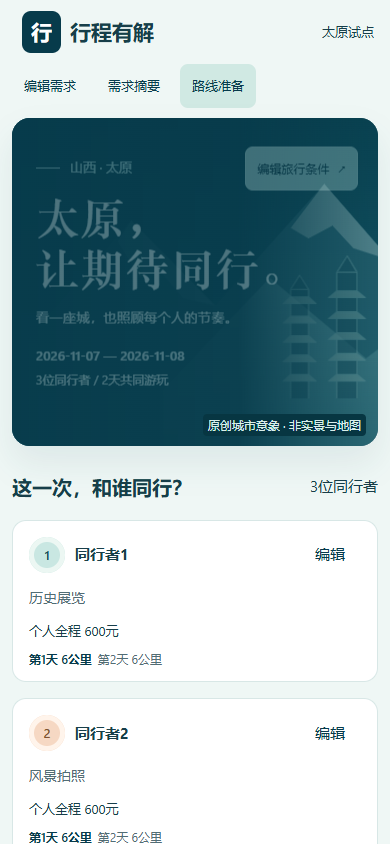 行 行程有解
太原试点
编辑需求 需求摘要 路线准备
山西 · 太原
编辑旅行条件 ↗
太原，
让期待同行。
看一座城，也照顾每个人的节奏。
2026-11-07 — 2026-11-08
3位同行者 / 2天共同游玩
原创城市意象 · 非实景与地图
这一次，和谁同行？
3位同行者
1 同行者1 编辑
历史展览
个人全程 600元
第1天 6公里 第2天 6公里
2 同行者2 编辑
风景拍照
个人全程 600元
第1天 6公里 第2天 6公里